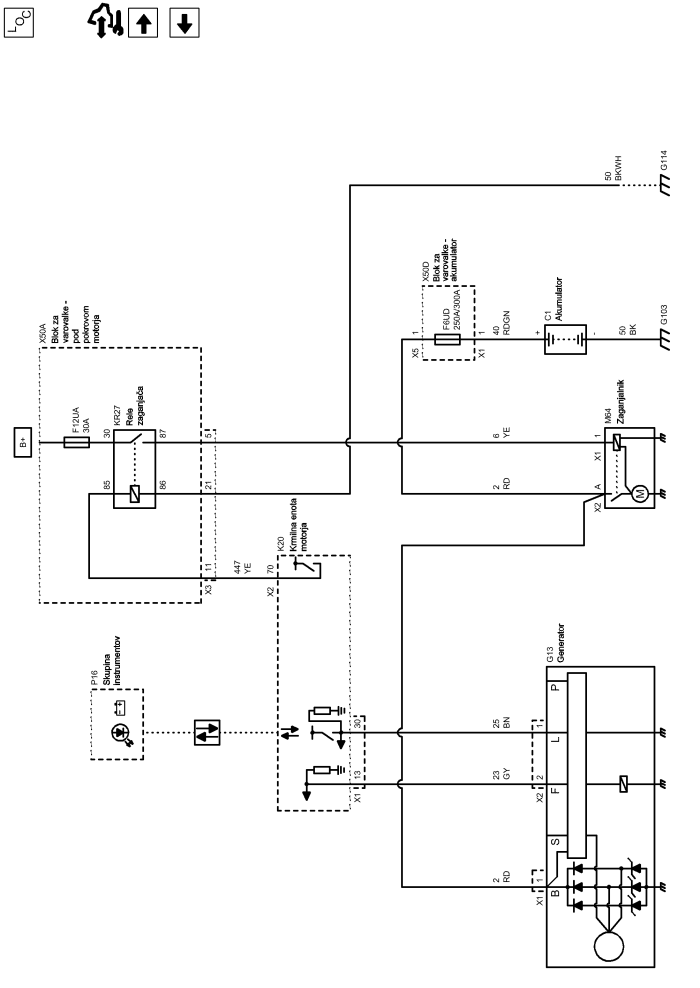 LOC
50
BKWH
G114
X50D
Blok za
varovalke -
akumulator
X5
1
F6UD
250A/300A
X1
1
40
RDGN
C1
Akumulator
+
-
50
BK
G103
X50A
Blok za
varovalke -
pod
pokrovom
motorja
B+
F12UA
30A
KR27
Rele
zaganjača
30
87
85
86
5
21
X3
11
6
YE
2
RD
M64
Zaganjalnik
X1
1
X2
A
M
447
YE
K20
Krmilna enota
motorja
X2
70
P16
Skupina
instrumentov
- +
X1
13
30
25
BN
23
GY
2
RD
G13
Generator
X2
2
1
X1
1
P
L
F
S
B